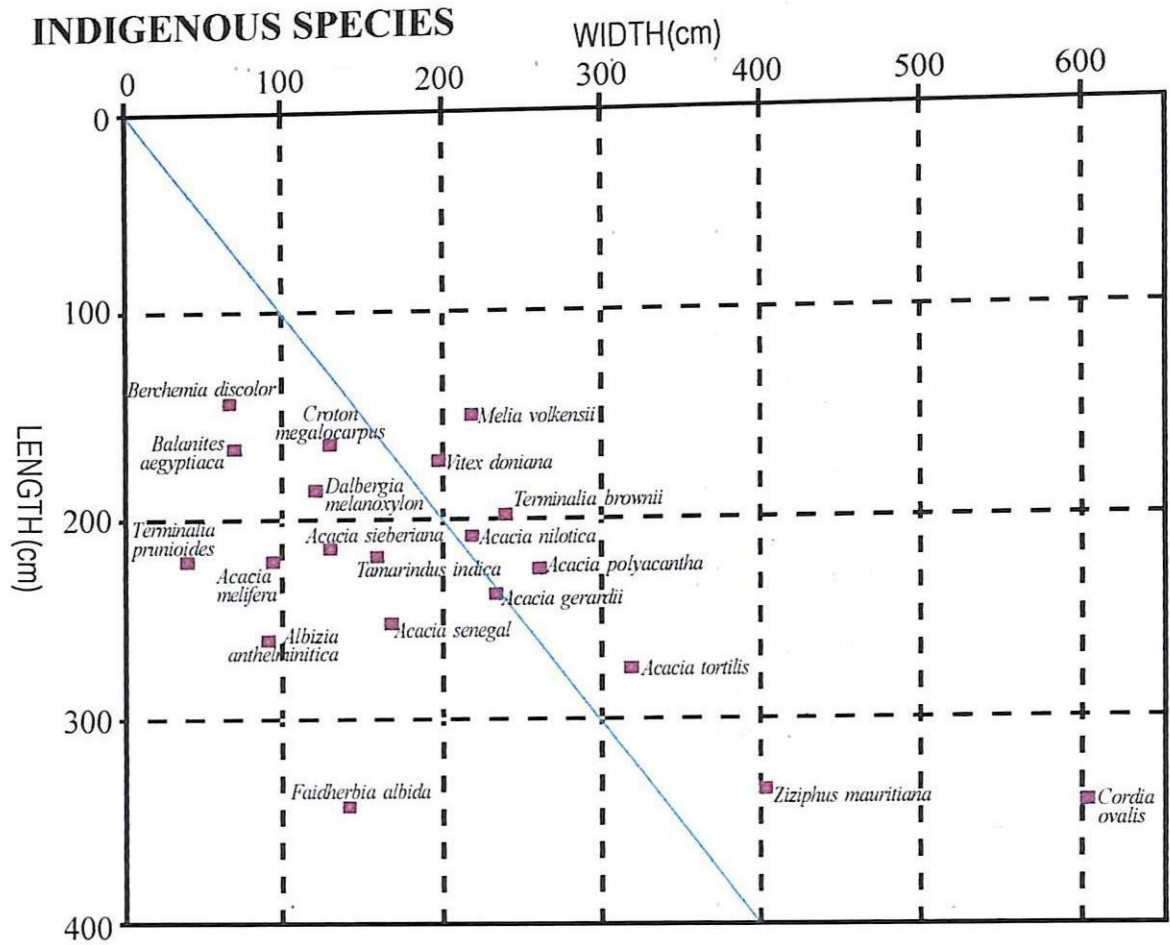 INDIGENOUS SPECIES
WIDTH(cm)
0 100 200 300 400 500 600
0
100
200
300
400
LENGTH(cm)
Berchemia discolor
Balanites
aegyptiaca
Croton
megalocarpus
Melia volkensii
Vitex doniana
Dalbergia
melanoxylon
Terminalia brownii
Terminalia
prunioides
Acacia sieberiana
Acacia nilotica
Acacia
melifera
Tamarindus indica
Acacia polyacantha
Acacia gerardii
Albizia
anthelminitica
Acacia senegal
Acacia tortilis
Faidherbia albida
Ziziphus mauritiana
Cordia
ovalis